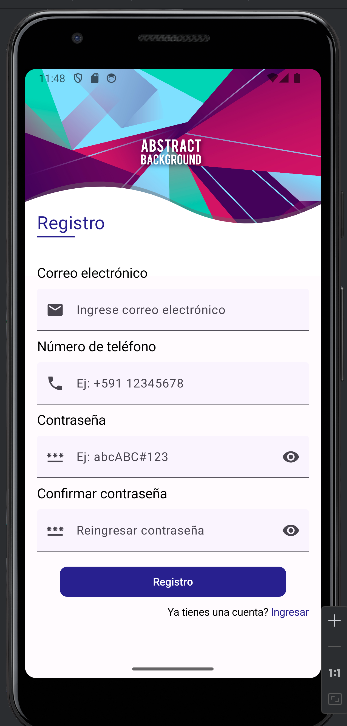 11:48
ABSTRACT
BACKGROUND
Registro
Correo electrónico
Ingrese correo electrónico
Número de teléfono
Ej: +591 12345678
Contraseña
Ej: abcABC#123
Confirmar contraseña
Reingresar contraseña
Registro
Ya tienes una cuenta? Ingresar
1:1